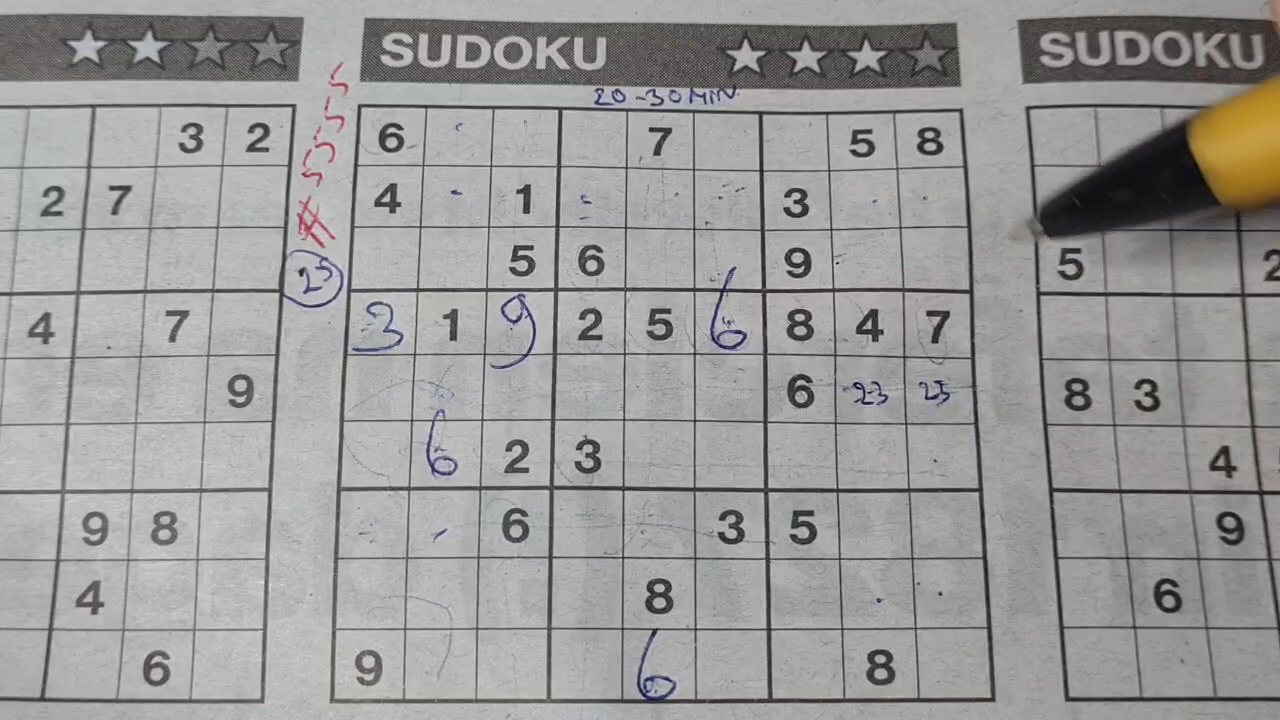 SUDOKU SUDOKU
20-30MIN
#5555
3 2 6 7 5 8
2 7 4 1 3
25 5 6 9 5 2
4 7 3 1 9 2 5 6 8 4 7
9 6 23 23 8 3
6 2 3 4
9 8 6 3 5 9
4 8 6
6 9 6 8